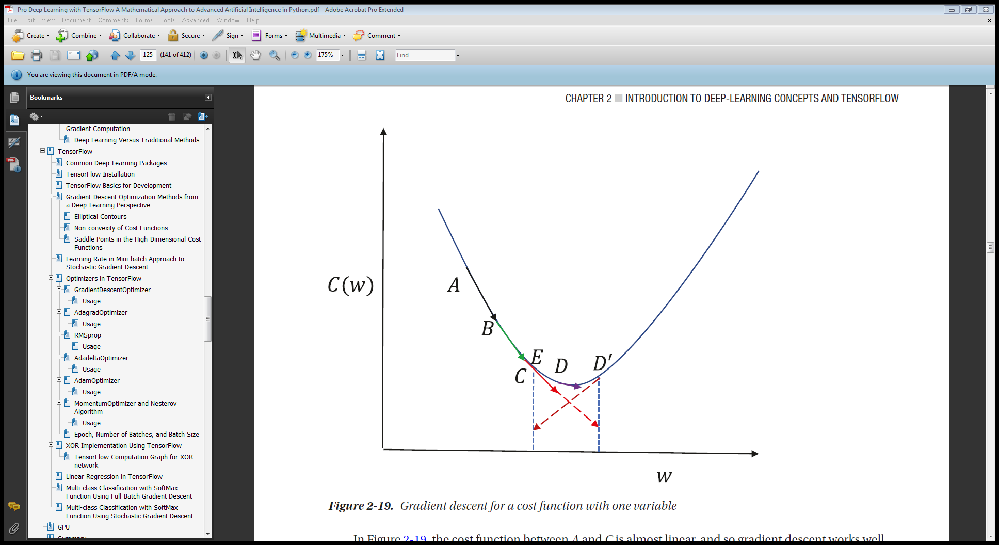 Pro Deep Learning with TensorFlow A Mathematical Approach to Advanced Artificial Intelligence in Python.pdf - Adobe Acrobat Pro Extended
File Edit View Document Comments Forms Tools Advanced Window Help
Create Combine Collaborate Secure Sign Forms Multimedia Comment
125 (141 of 412) 175% Find
You are viewing this document in PDF/A mode.
Bookmarks
Gradient Computation
Deep Learning Versus Traditional Methods
TensorFlow
Common Deep-Learning Packages
TensorFlow Installation
TensorFlow Basics for Development
Gradient-Descent Optimization Methods from
a Deep-Learning Perspective
Elliptical Contours
Non-convexity of Cost Functions
Saddle Points in the High-Dimensional Cost
Functions
Learning Rate in Mini-batch Approach to
Stochastic Gradient Descent
Optimizers in TensorFlow
GradientDescentOptimizer
Usage
AdagradOptimizer
Usage
RMSprop
Usage
AdadeltaOptimizer
Usage
AdamOptimizer
Usage
MomentumOptimizer and Nesterov
Algorithm
Usage
Epoch, Number of Batches, and Batch Size
XOR Implementation Using TensorFlow
TensorFlow Computation Graph for XOR
network
Linear Regression in TensorFlow
Multi-class Classification with SoftMax
Function Using Full-Batch Gradient Descent
Multi-class Classification with SoftMax
Function Using Stochastic Gradient Descent
GPU
Summary
CHAPTER 2 ■ INTRODUCTION TO DEEP-LEARNING CONCEPTS AND TENSORFLOW
C(w)
A
B
E
C
D
D′
w
Figure 2-19. Gradient descent for a cost function with one variable
In Figure 2-19, the cost function between A and C is almost linear, and so gradient descent works well